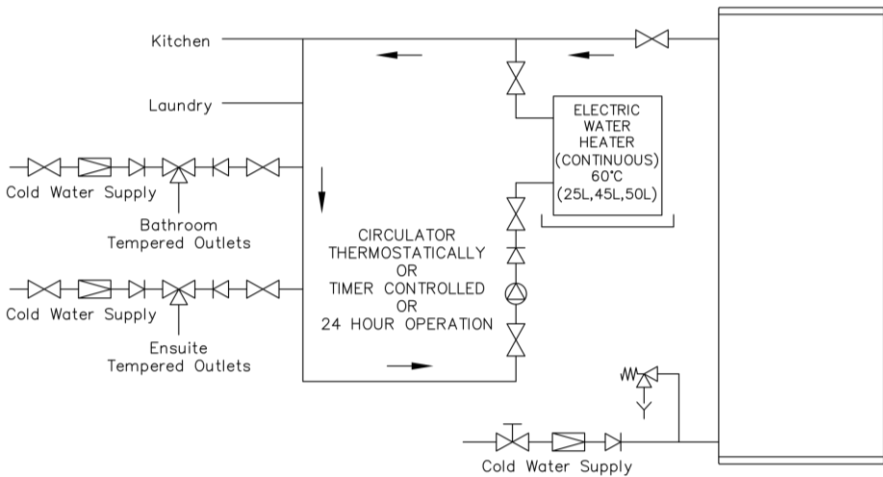 Kitchen
Laundry
Cold Water Supply
Bathroom
Tempered Outlets
Cold Water Supply
Ensuite
Tempered Outlets
CIRCULATOR
THERMOSTATICALLY
OR
TIMER CONTROLLED
OR
24 HOUR OPERATION
ELECTRIC
WATER
HEATER
(CONTINUOUS)
60°C
(25L,45L,50L)
Cold Water Supply